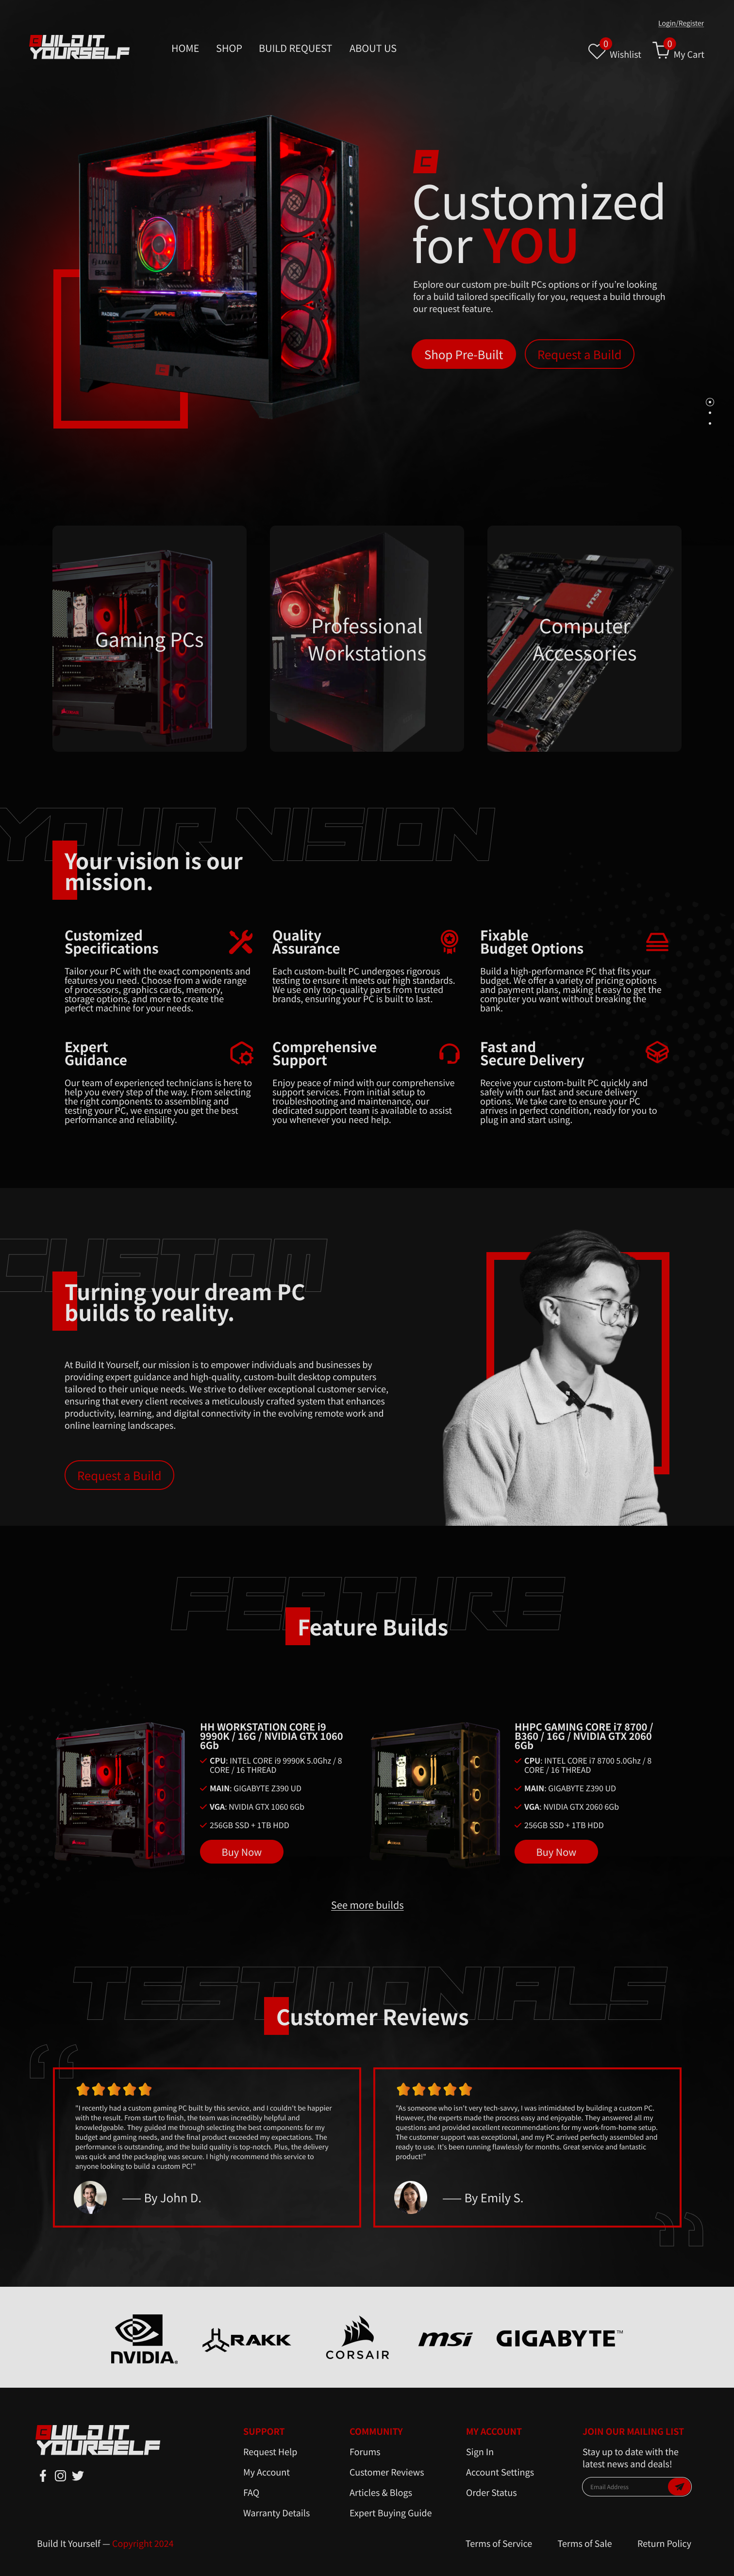 Login/Register
BUILD IT
YOURSELF
HOME SHOP BUILD REQUEST ABOUT US
0 Wishlist 0 My Cart
Customized
for YOU
Explore our custom pre-built PCs options or if you're looking
for a build tailored specifically for you, request a build through
our request feature.
Shop Pre-Built Request a Build
RADEON SAPPHIRE
BIY
Gaming PCs
Professional
Workstations
Computer
Accessories
msi
YOUR VISION
Your vision is our
mission.
Customized
Specifications
Tailor your PC with the exact components and
features you need. Choose from a wide range
of processors, graphics cards, memory,
storage options, and more to create the
perfect machine for your needs.
Quality
Assurance
Each custom-built PC undergoes rigorous
testing to ensure it meets our high standards.
We use only top-quality parts from trusted
brands, ensuring your PC is built to last.
Fixable
Budget Options
Build a high-performance PC that fits your
budget. We offer a variety of pricing options
and payment plans, making it easy to get the
computer you want without breaking the
bank.
Expert
Guidance
Our team of experienced technicians is here to
help you every step of the way. From selecting
the right components to assembling and
testing your PC, we ensure you get the best
performance and reliability.
Comprehensive
Support
Enjoy peace of mind with our comprehensive
support services. From initial setup to
troubleshooting and maintenance, our
dedicated support team is available to assist
you whenever you need help.
Fast and
Secure Delivery
Receive your custom-built PC quickly and
safely with our fast and secure delivery
options. We take care to ensure your PC
arrives in perfect condition, ready for you to
plug in and start using.
CUSTOM
Turning your dream PC
builds to reality.
At Build It Yourself, our mission is to empower individuals and businesses by
providing expert guidance and high-quality, custom-built desktop computers
tailored to their unique needs. We strive to deliver exceptional customer service,
ensuring that every client receives a meticulously crafted system that enhances
productivity, learning, and digital connectivity in the evolving remote work and
online learning landscapes.
Request a Build
FEATURE
Feature Builds
HH WORKSTATION CORE i9
9990K / 16G / NVIDIA GTX 1060
6Gb
CPU: INTEL CORE i9 9990K 5.0Ghz / 8
CORE / 16 THREAD
MAIN: GIGABYTE Z390 UD
VGA: NVIDIA GTX 1060 6Gb
256GB SSD + 1TB HDD
Buy Now
HHPC GAMING CORE i7 8700 /
B360 / 16G / NVIDIA GTX 2060
6Gb
CPU: INTEL CORE i7 8700 5.0Ghz / 8
CORE / 16 THREAD
MAIN: GIGABYTE Z390 UD
VGA: NVIDIA GTX 2060 6Gb
256GB SSD + 1TB HDD
Buy Now
See more builds
TESTIMONIALS
Customer Reviews
"I recently had a custom gaming PC built by this service, and I couldn't be happier
with the result. From start to finish, the team was incredibly helpful and
knowledgeable. They guided me through selecting the best components for my
budget and gaming needs, and the final product exceeded my expectations. The
performance is outstanding, and the build quality is top-notch. Plus, the delivery
was quick and the packaging was secure. I highly recommend this service to
anyone looking to build a custom PC!"
—— By John D.
"As someone who isn't very tech-savvy, I was intimidated by building a custom PC.
However, the experts made the process easy and enjoyable. They answered all my
questions and provided excellent recommendations for my work-from-home setup.
The customer support was exceptional, and my PC arrived perfectly assembled and
ready to use. It's been running flawlessly for months. Great service and fantastic
product!"
—— By Emily S.
NVIDIA. RAKK CORSAIR msi GIGABYTE™
BUILD IT
YOURSELF
SUPPORT
Request Help
My Account
FAQ
Warranty Details
COMMUNITY
Forums
Customer Reviews
Articles & Blogs
Expert Buying Guide
MY ACCOUNT
Sign In
Account Settings
Order Status
JOIN OUR MAILING LIST
Stay up to date with the
latest news and deals!
Email Address
Build It Yourself — Copyright 2024
Terms of Service Terms of Sale Return Policy